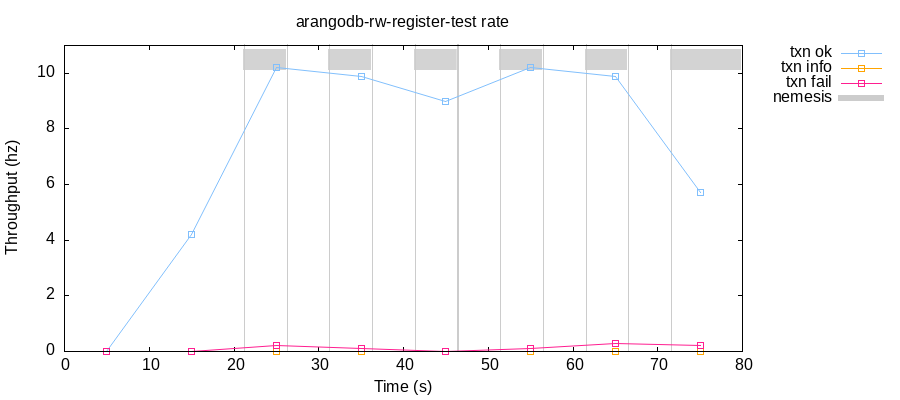 arangodb-rw-register-test rate
txn ok
txn info
txn fail
nemesis
Throughput (hz)
10
8
6
4
2
0
0 10 20 30 40 50 60 70 80
Time (s)